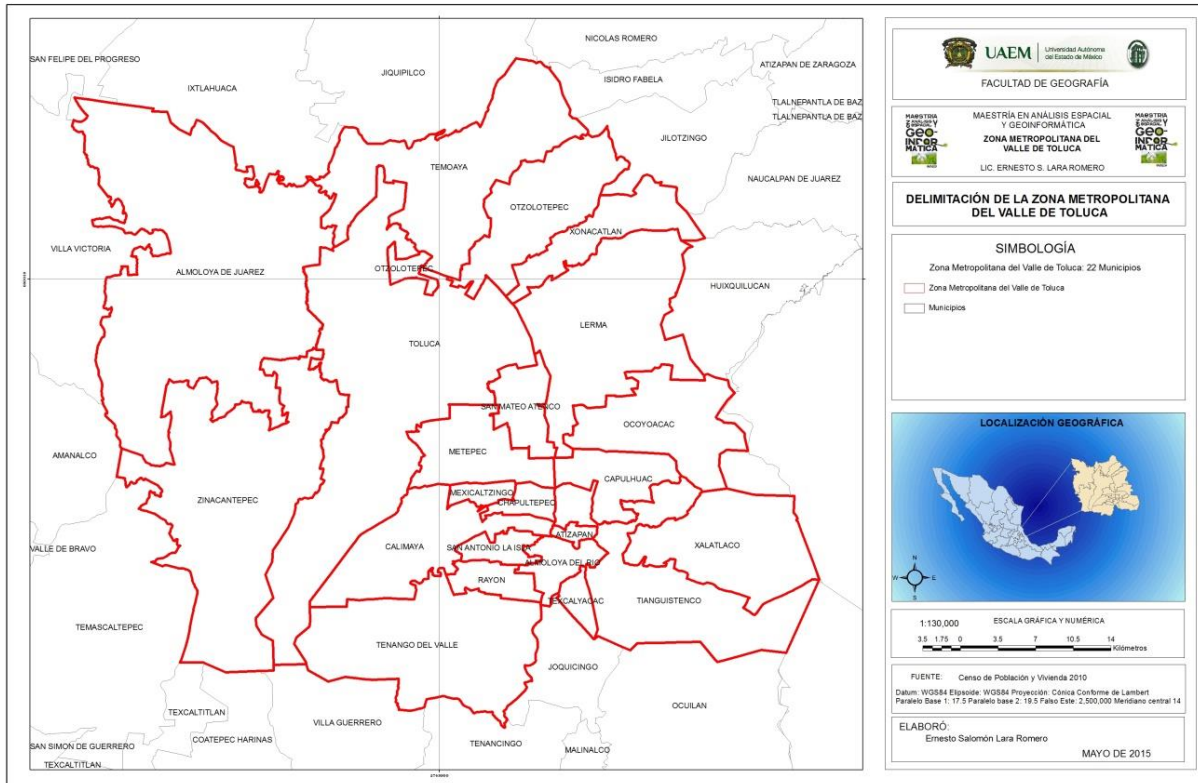 NICOLAS ROMERO
SAN FELIPE DEL PROGRESO
ATIZAPAN DE ZARAGOZA
JIQUIPILCO
ISIDRO FABELA
IXTLAHUACA
TLALNEPANTLA DE BAZ
TLALNEPANTLA DE BAZ
JILOTZINGO
TEMOAYA
NAUCALPAN DE JUAREZ
OTZOLOTEPEC
XONACATLAN
VILLA VICTORIA
ALMOLOYA DE JUAREZ
OTZOLOTEPEC
HUIXQUILUCAN
LERMA
TOLUCA
SAN MATEO ATENCO
OCOYOACAC
METEPEC
AMANALCO
CAPULHUAC
MEXICALTZINGO
ZINACANTEPEC
CHAPULTEPEC
ATIZAPAN
XALATLACO
VALLE DE BRAVO
CALIMAYA
SAN ANTONIO LA ISLA
ALMOLOYA DEL RIO
RAYON
TEXCALYACAC
TIANGUISTENCO
TEMASCALTEPEC
TENANGO DEL VALLE
JOQUICINGO
OCUILAN
TEXCALTITLAN
VILLA GUERRERO
COATEPEC HARINAS
TENANCINGO
SAN SIMON DE GUERRERO
MALINALCO
TEXCALTITLAN
UAEM
Universidad Autónoma
del Estado de México
FACULTAD DE GEOGRAFÍA
MAESTRÍA EN ANÁLISIS ESPACIAL
Y GEOINFORMÁTICA
ZONA METROPOLITANA DEL
VALLE DE TOLUCA
LIC. ERNESTO S. LARA ROMERO
DELIMITACIÓN DE LA ZONA METROPOLITANA
DEL VALLE DE TOLUCA
SIMBOLOGÍA
Zona Metropolitana del Valle de Toluca: 22 Municipios
Zona Metropolitana del Valle de Toluca
Municipios
LOCALIZACIÓN GEOGRÁFICA
N
W E
S
1:130,000 ESCALA GRÁFICA Y NUMÉRICA
3.5 1.75 0 3.5 7 10.5 14
Kilómetros
FUENTE: Censo de Población y Vivienda 2010
Datum: WGS84 Elipsoide: WGS84 Proyección: Cónica Conforme de Lambert
Paralelo Base 1: 17.5 Paralelo base 2: 19.5 Falso Este: 2,500,000 Meridiano central 14
ELABORÓ:
Ernesto Salomón Lara Romero
MAYO DE 2015